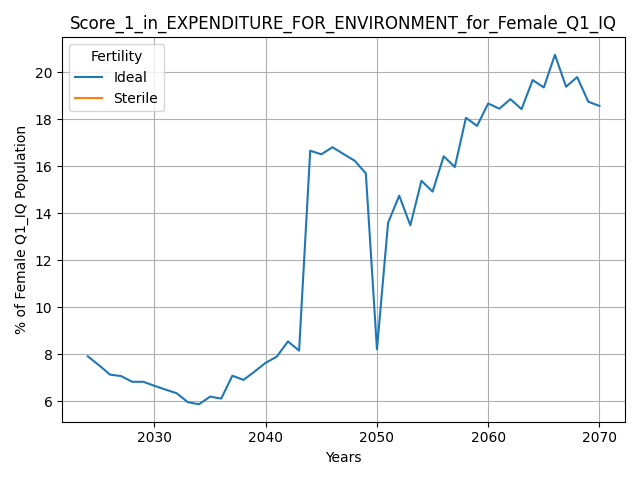 Score_1_in_EXPENDITURE_FOR_ENVIRONMENT_for_Female_Q1_IQ
Fertility
Ideal
Sterile
% of Female Q1_IQ Population
20
18
16
14
12
10
8
6
2030
2040
2050
2060
2070
Years